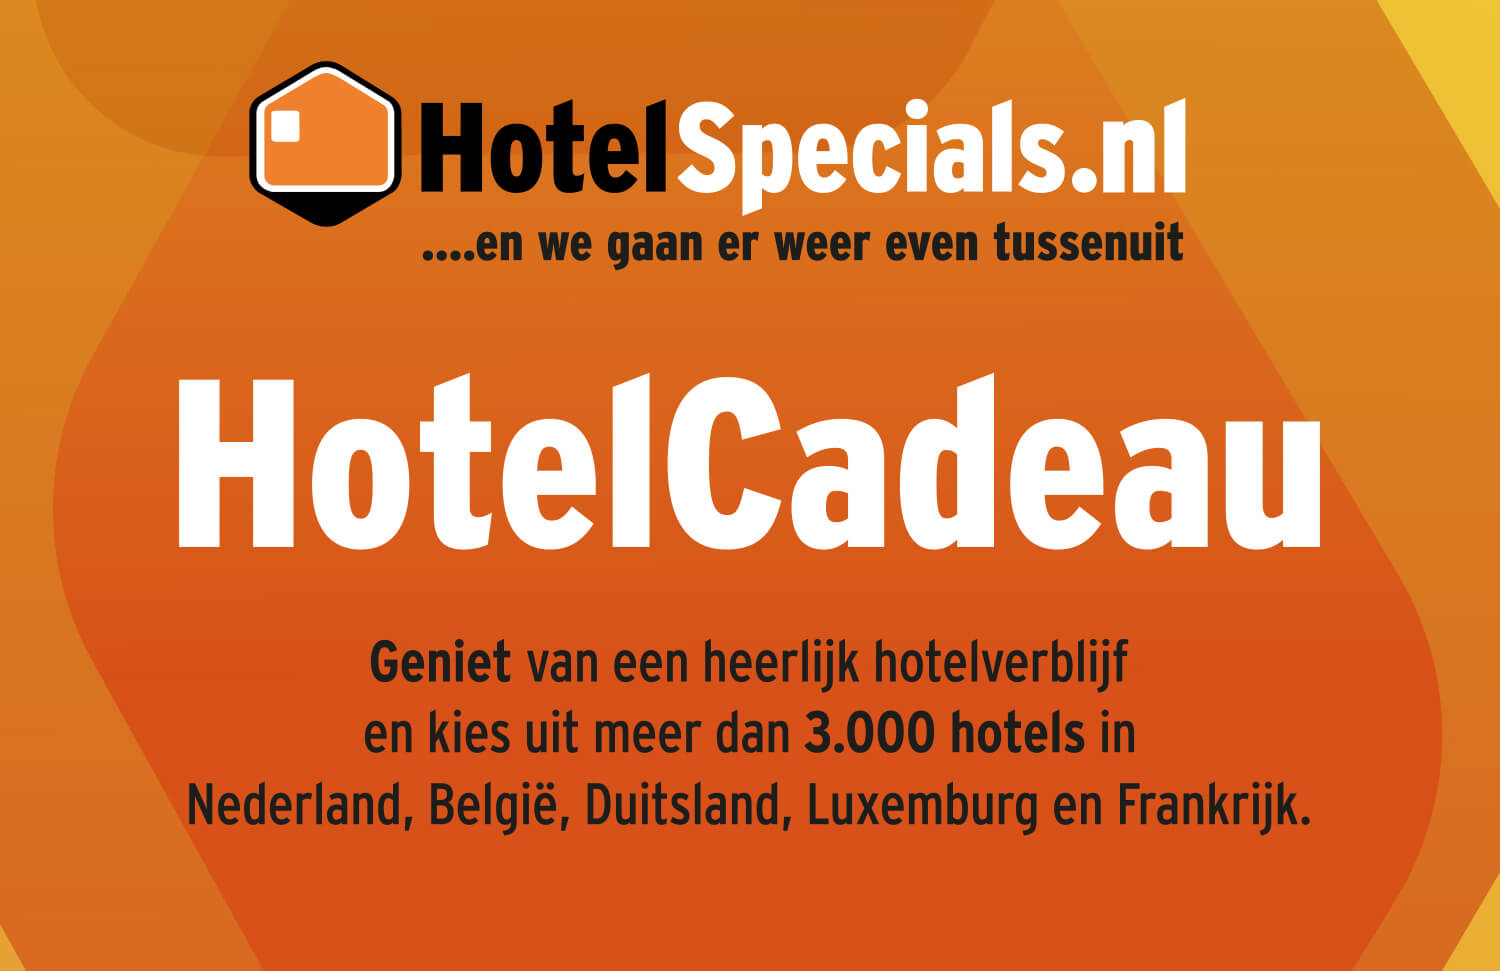 HotelSpecials.nl
....en we gaan er weer even tussenuit
HotelCadeau
Geniet van een heerlijk hotelverblijf
en kies uit meer dan 3.000 hotels in
Nederland, België, Duitsland, Luxemburg en Frankrijk.